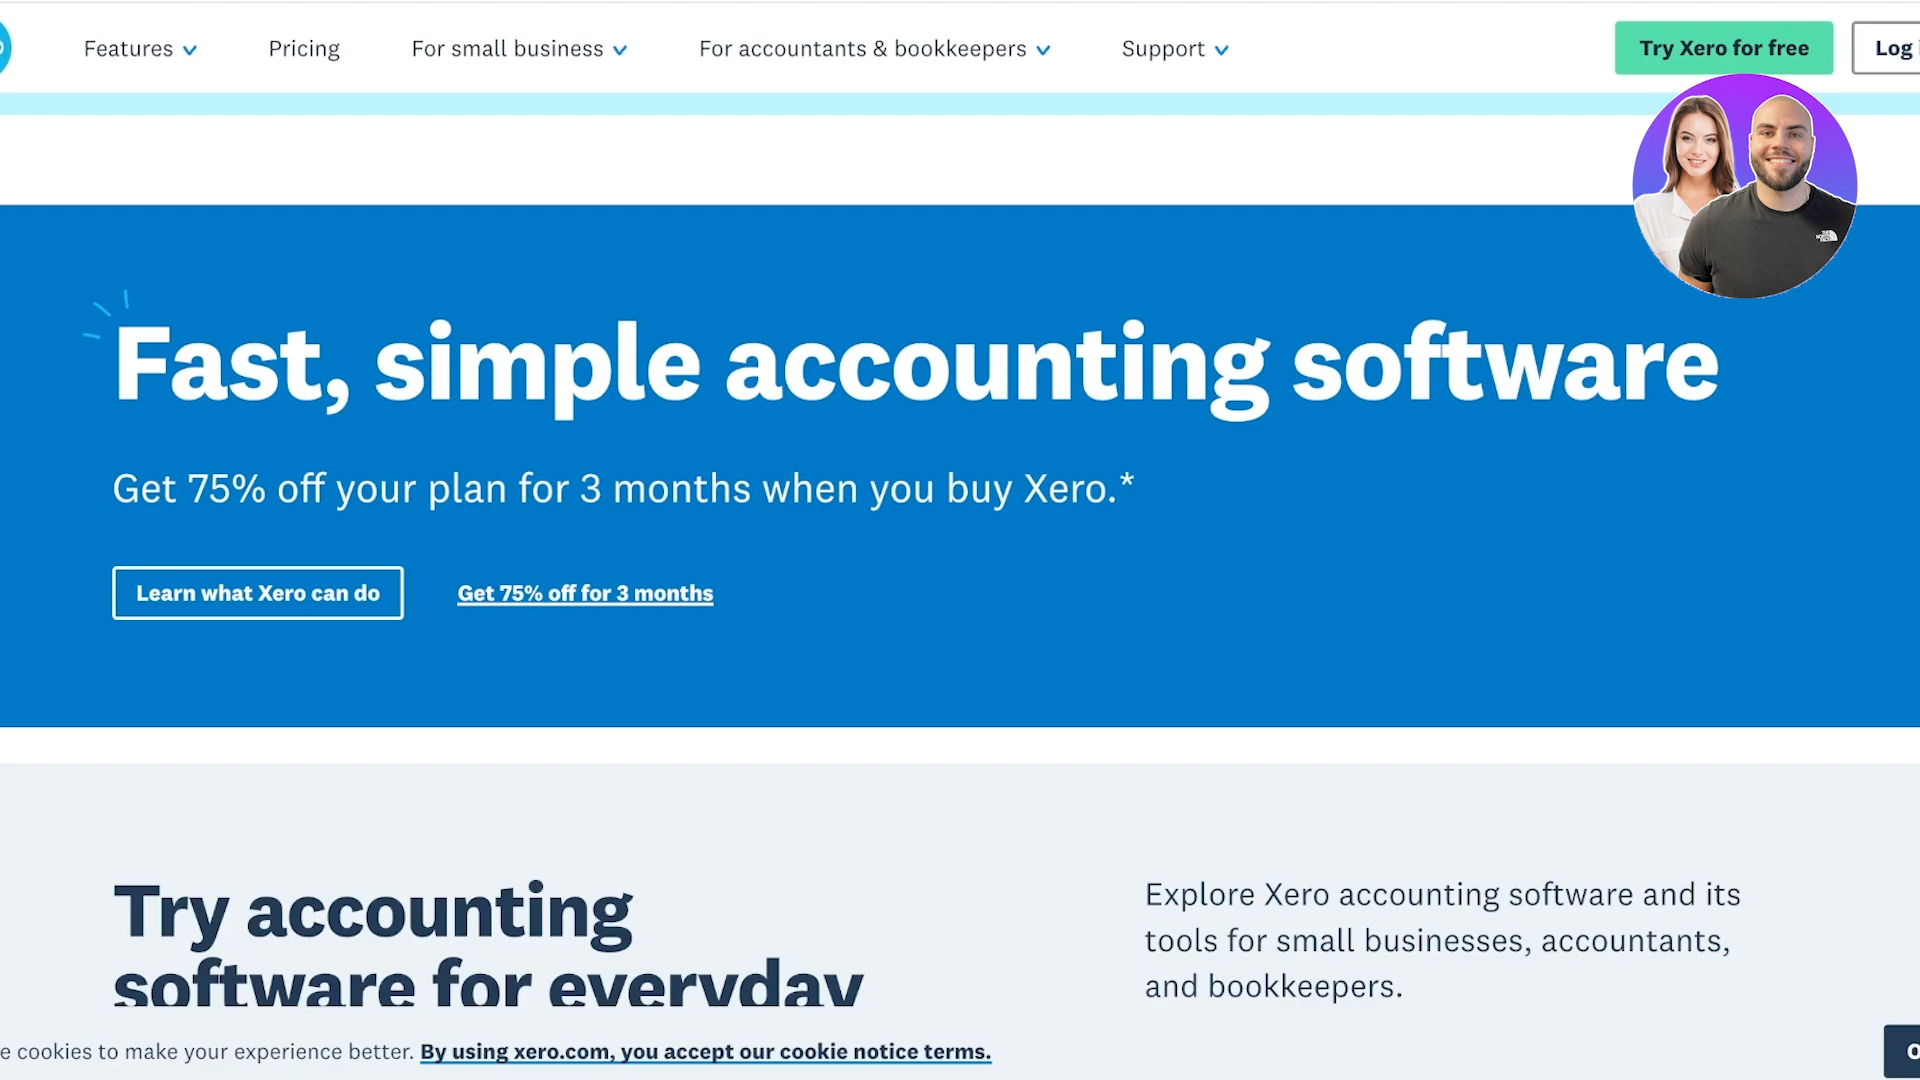 Features
Pricing
For small business
For accountants & bookkeepers
Support
Try Xero for free
Log
Fast, simple accounting software
Get 75% off your plan for 3 months when you buy Xero.*
Learn what Xero can do
Get 75% off for 3 months
Try accounting
software for everyday
Explore Xero accounting software and its
tools for small businesses, accountants,
and bookkeepers.
e cookies to make your experience better. By using xero.com, you accept our cookie notice terms.